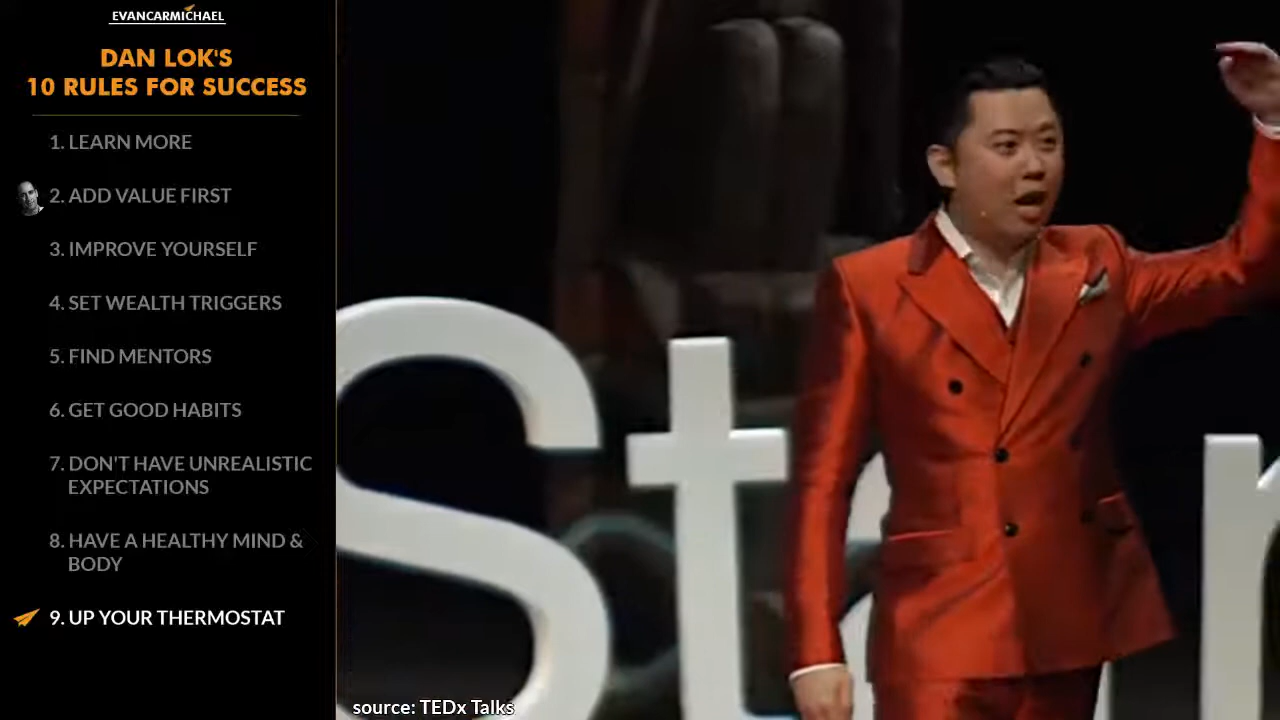 EVANCARMICHAEL
DAN LOK'S
10 RULES FOR SUCCESS
1. LEARN MORE
2. ADD VALUE FIRST
3. IMPROVE YOURSELF
4. SET WEALTH TRIGGERS
5. FIND MENTORS
6. GET GOOD HABITS
7. DON'T HAVE UNREALISTIC
EXPECTATIONS
8. HAVE A HEALTHY MIND &
BODY
9. UP YOUR THERMOSTAT
St
source: TEDx Talks